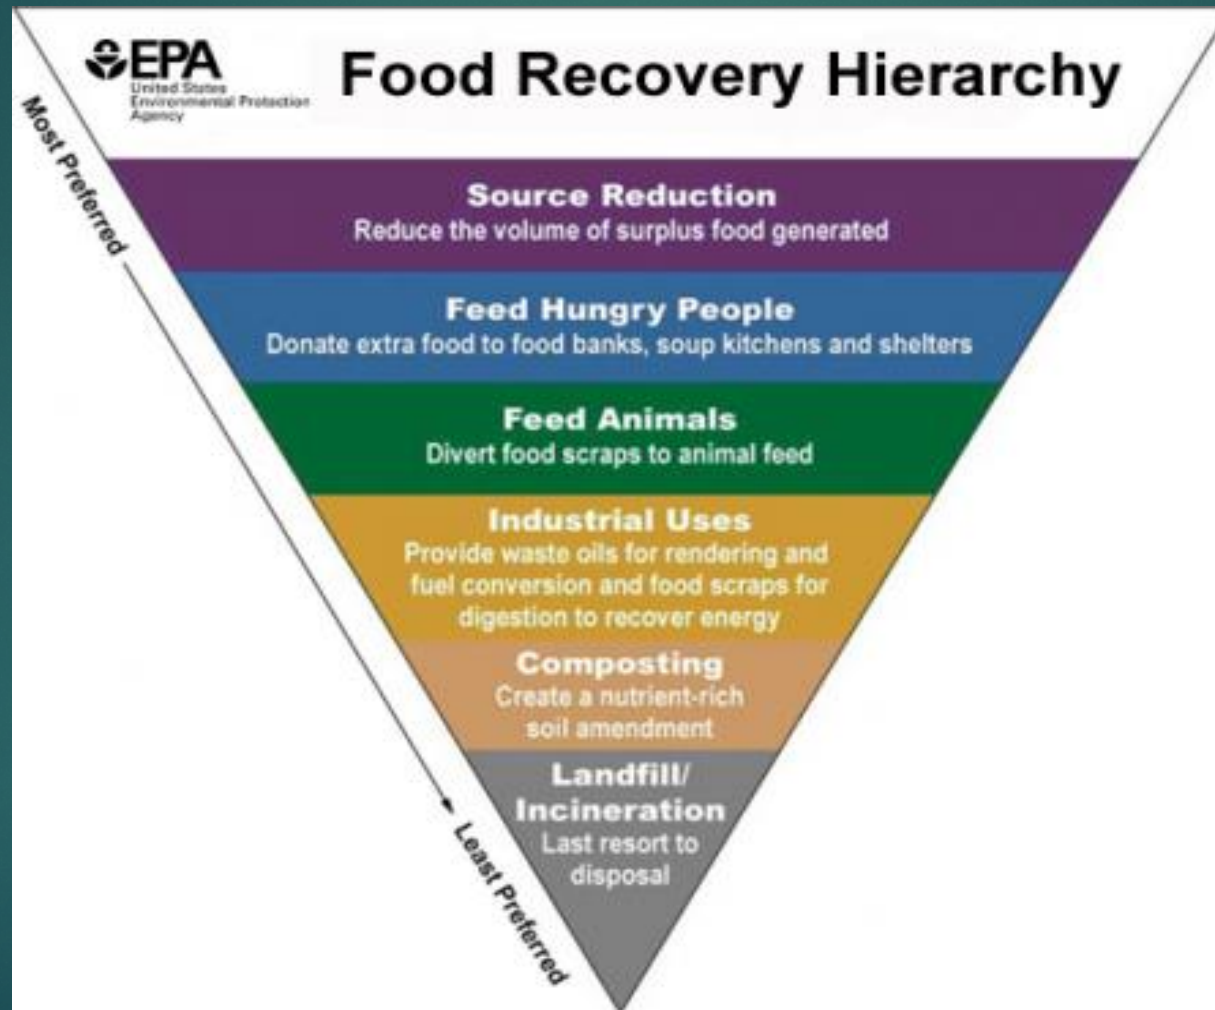 EPA
United States
Environmental Protection
Agency
Food Recovery Hierarchy
Most Preferred
Source Reduction
Reduce the volume of surplus food generated
Feed Hungry People
Donate extra food to food banks, soup kitchens and shelters
Feed Animals
Divert food scraps to animal feed
Industrial Uses
Provide waste oils for rendering and
fuel conversion and food scraps for
digestion to recover energy
Composting
Create a nutrient-rich
soil amendment
Landfill/
Incineration
Last resort to
disposal
Least Preferred